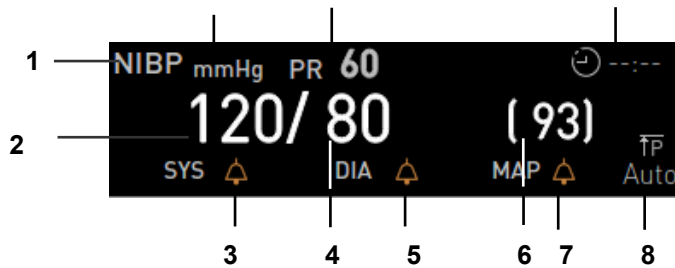 1 NIBP mmHg PR 60 --:--
2 120/ 80 (93)
P
SYS DIA MAP Auto
3 4 5 6 7 8